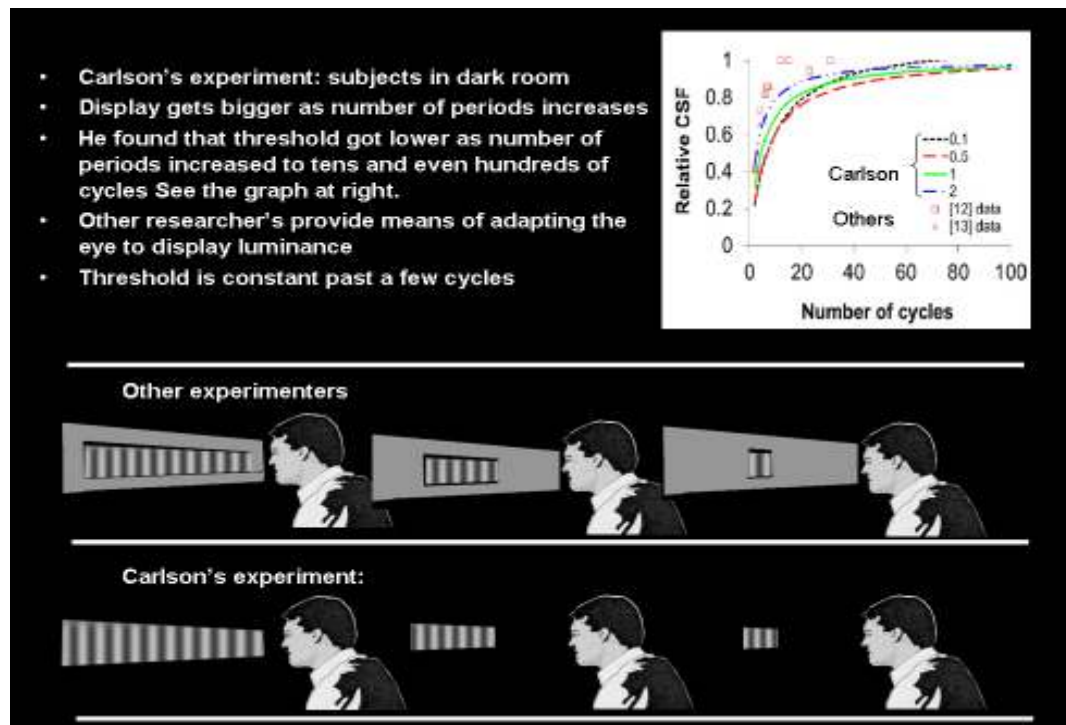 • Carlson's experiment: subjects in dark room
• Display gets bigger as number of periods increases
• He found that threshold got lower as number of
periods increased to tens and even hundreds of
cycles See the graph at right.
• Other researcher's provide means of adapting the
eye to display luminance
• Threshold is constant past a few cycles
Relative CSF
1
0.8
0.6
0.4
0.2
0
Carlson
0.1
0.5
1
2
Others
[12] data
[13] data
0 20 40 60 80 100
Number of cycles
Other experimenters
Carlson's experiment: